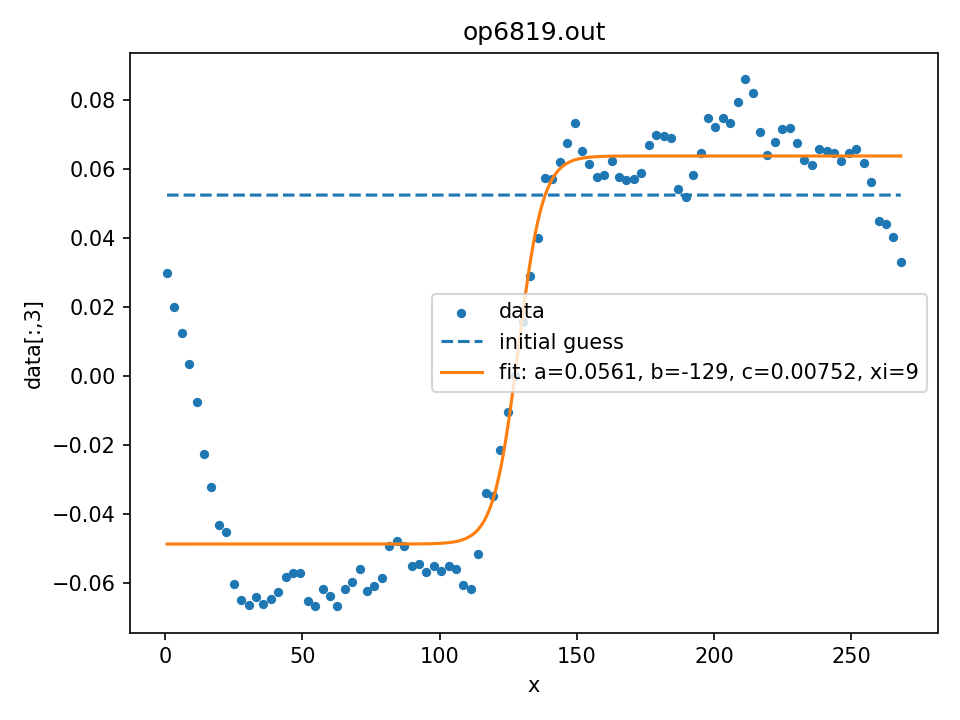 op6819.out
0.08
0.06
0.04
0.02
0.00
−0.02
−0.04
−0.06
data[:,3]
data
initial guess
fit: a=0.0561, b=-129, c=0.00752, xi=9
0
50
100
150
200
250
x